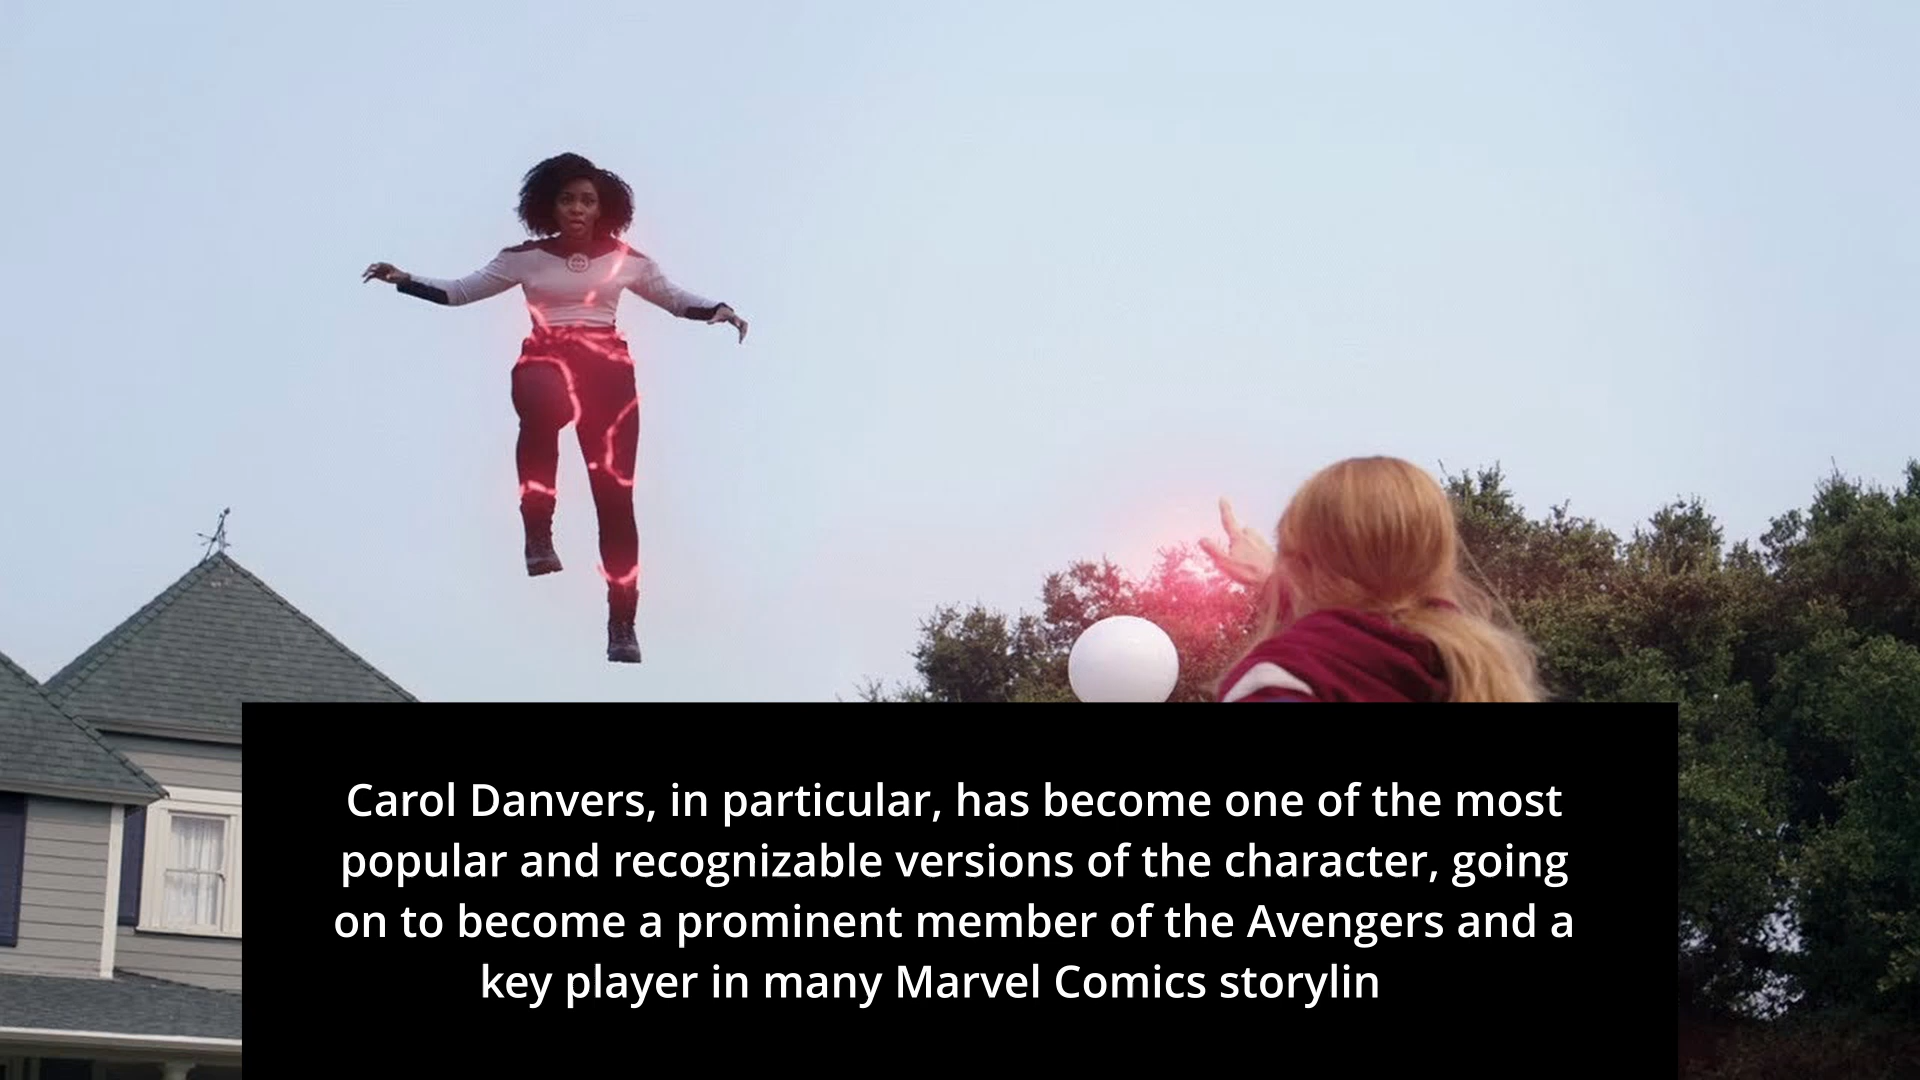 Carol Danvers, in particular, has become one of the most
popular and recognizable versions of the character, going
on to become a prominent member of the Avengers and a
key player in many Marvel Comics storylin